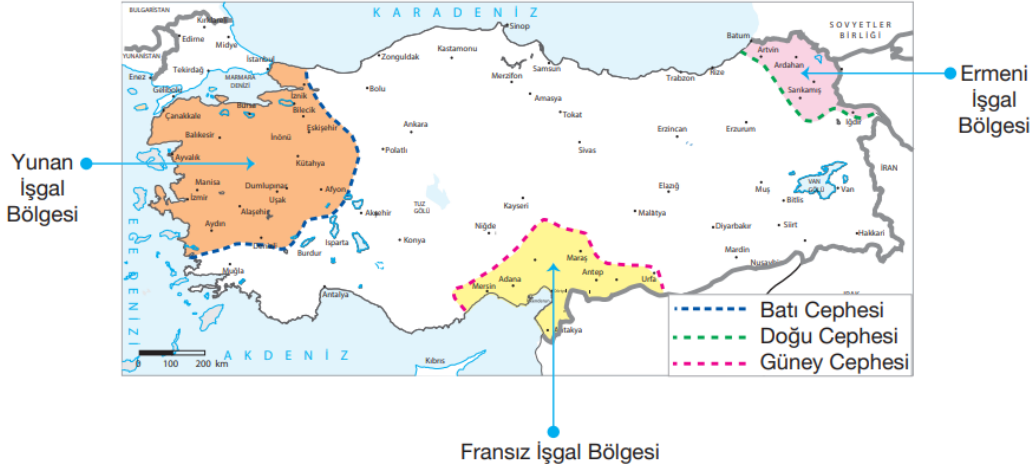 BULGARİSTAN
KARADENİZ
SOVYETLER
BİRLİĞİ
Kırklareli
Edirne
Midye
YUNANİSTAN
Sinop
Batum
Artvin
Ardahan
Sarıkamış
Iğdır
Ermeni
İşgal
Bölgesi
İstanbul
Zonguldak
Kastamonu
Samsun
Merzifon
Trabzon
Rize
Enez
Tekirdağ
MARMARA
DENİZİ
Gelibolu
İznik
Bolu
Amasya
Çanakkale
Bursa
Bilecik
Tokat
Eskişehir
Ankara
Erzincan
Erzurum
Balıkesir
İnönü
Polatlı
Sivas
İRAN
Yunan
İşgal
Bölgesi
Ayvalık
Kütahya
Manisa
Dumlupınar
Afyon
İzmir
Uşak
Alaşehir
Akşehir
TUZ
GÖLÜ
Kayseri
Elazığ
Malatya
Muş
VAN
GÖLÜ
Van
Bitlis
Aydın
Denizli
Isparta
Burdur
Konya
Niğde
Diyarbakır
Siirt
Hakkari
Mardin
Nusaybin
EGE DENİZİ
Muğla
Antalya
Mersin
Adana
Maraş
Antep
Urfa
Antakya
AKDENİZ
Kıbrıs
0 100 200 km
Batı Cephesi
Doğu Cephesi
Güney Cephesi
Fransız İşgal Bölgesi